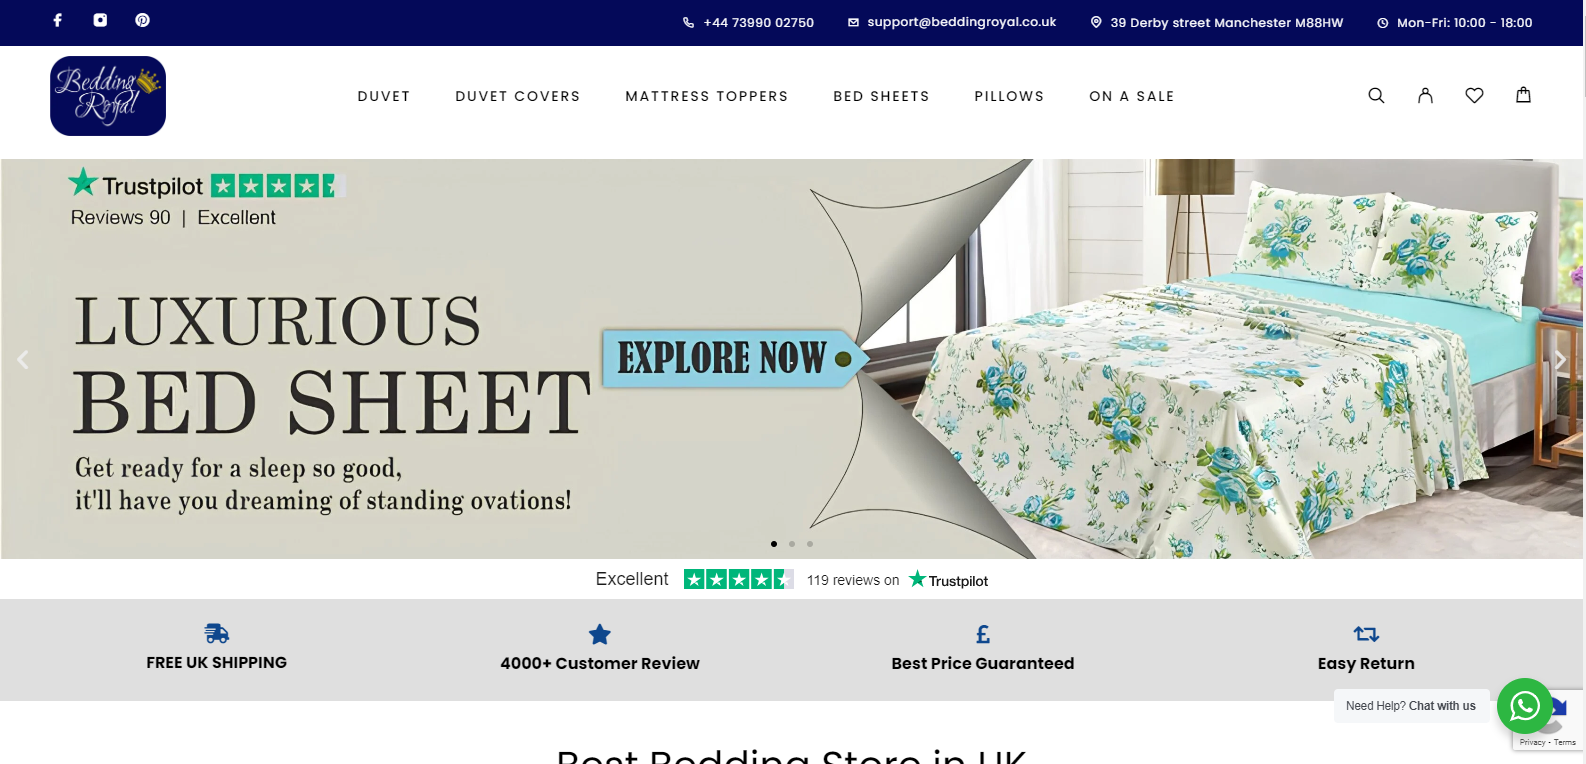 +44 73990 02750
support@beddingroyal.co.uk
39 Derby street Manchester M88HW
Mon-Fri: 10:00 - 18:00
Bedding
Royal
DUVET
DUVET COVERS
MATTRESS TOPPERS
BED SHEETS
PILLOWS
ON A SALE
Trustpilot
Reviews 90 | Excellent
LUXURIOUS
BED SHEET
EXPLORE NOW
Get ready for a sleep so good,
it'll have you dreaming of standing ovations!
Excellent 119 reviews on Trustpilot
FREE UK SHIPPING
4000+ Customer Review
Best Price Guaranteed
Easy Return
Need Help? Chat with us
Privacy - Terms
Best Bedding Store in UK